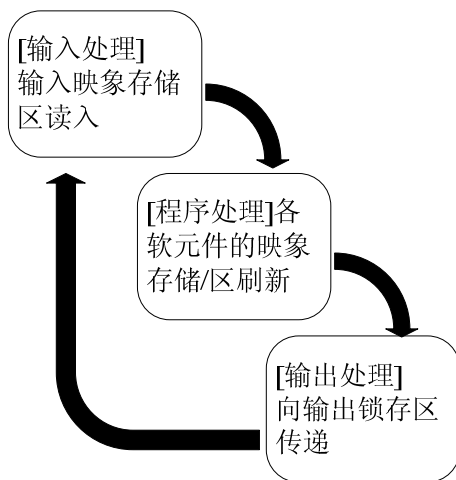 [输入处理]
输入映象存储
区读入
[程序处理]各
软元件的映象
存储/区刷新
[输出处理]
向输出锁存区
传递